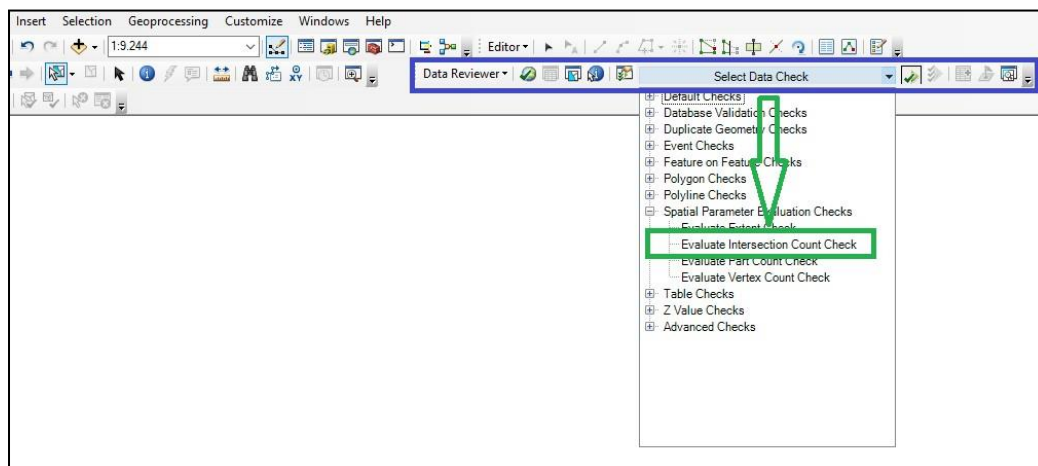 Insert Selection Geoprocessing Customize Windows Help
1:9.244 Editor
Data Reviewer Select Data Check
Default Checks
Database Validation Checks
Duplicate Geometry Checks
Event Checks
Feature on Feature Checks
Polygon Checks
Polyline Checks
Spatial Parameter Evaluation Checks
Evaluate Extent Check
Evaluate Intersection Count Check
Evaluate Part Count Check
Evaluate Vertex Count Check
Table Checks
Z Value Checks
Advanced Checks